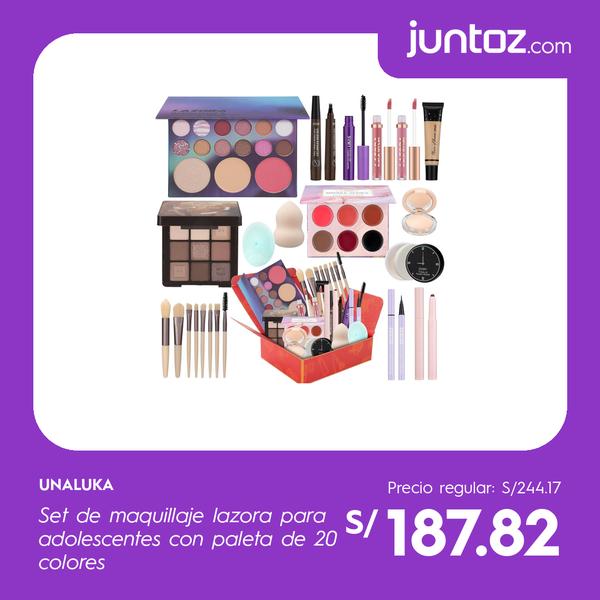 juntoz.com
LAZORA
UNALUKA
Precio regular: S/244.17
Set de maquillaje lazora para
adolescentes con paleta de 20
colores
S/187.82